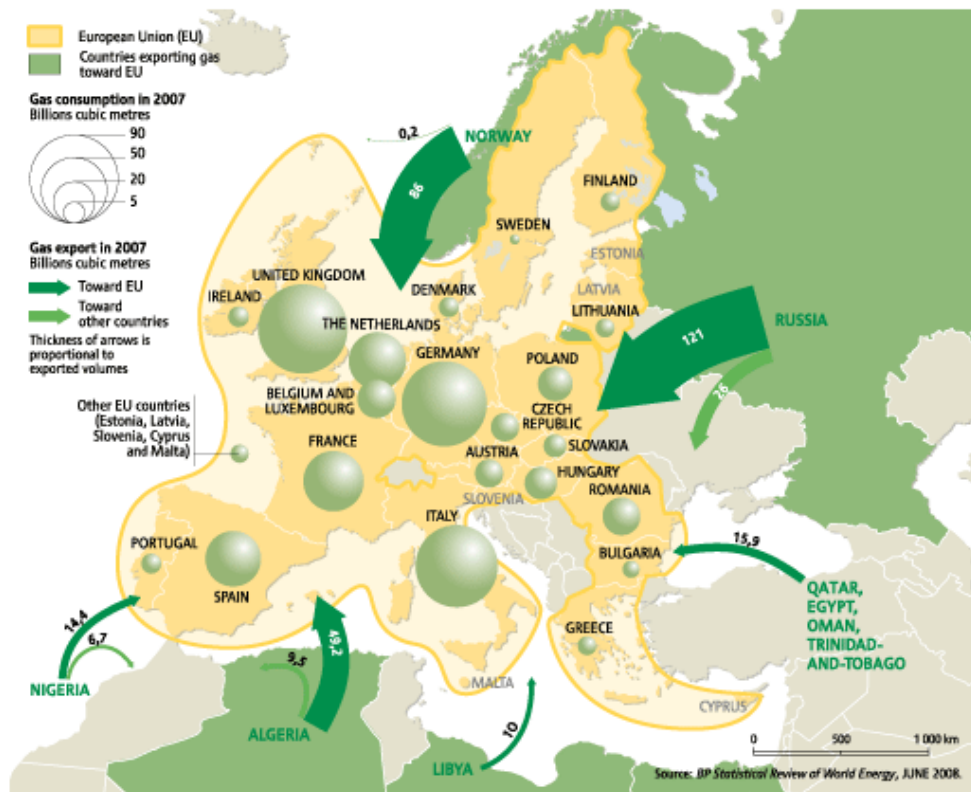 European Union (EU)
Countries exporting gas
toward EU
Gas consumption in 2007
Billions cubic metres
90
50
20
5
Gas export in 2007
Billions cubic metres
Toward EU
Toward
other countries
Thickness of arrows is
proportional to
exported volumes
Other EU countries
(Estonia, Latvia,
Slovenia, Cyprus
and Malta)
0,2
NORWAY
86
FINLAND
SWEDEN
ESTONIA
LATVIA
LITHUANIA
UNITED KINGDOM
IRELAND
DENMARK
THE NETHERLANDS
GERMANY
POLAND
121
RUSSIA
26
BELGIUM AND
LUXEMBOURG
CZECH
REPUBLIC
SLOVAKIA
FRANCE
AUSTRIA
HUNGARY
SLOVENIA
ROMANIA
ITALY
BULGARIA
15,9
QATAR,
EGYPT,
OMAN,
TRINIDAD-
AND-TOBAGO
PORTUGAL
SPAIN
GREECE
14,4
6,7
NIGERIA
9,5
49,2
ALGERIA
MALTA
CYPRUS
10
LIBYA
0 500 1 000 km
Source: BP Statistical Review of World Energy, JUNE 2008.